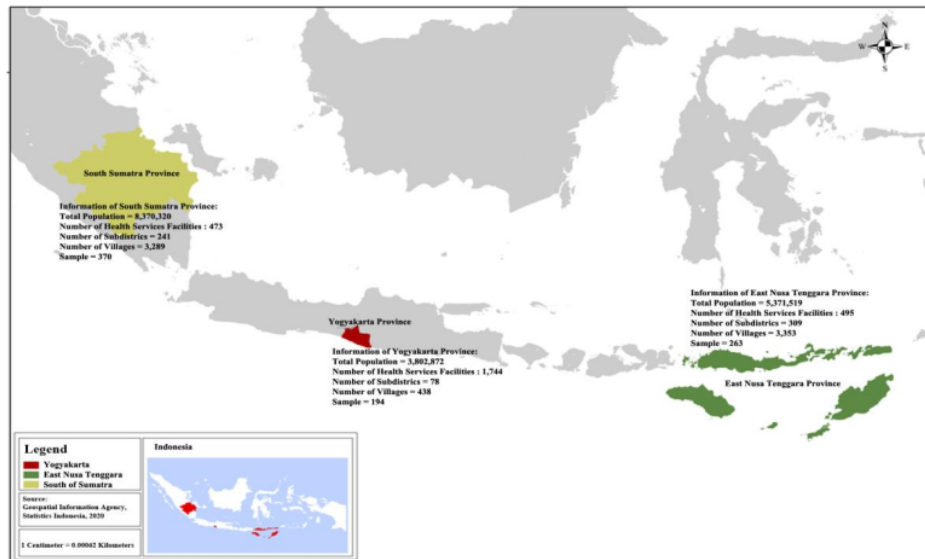 N
W E
S
South Sumatra Province
Information of South Sumatra Province:
Total Population = 8,370,320
Number of Health Services Facilities : 473
Number of Subdistrics = 241
Number of Villages = 3,289
Sample = 370
Information of East Nusa Tenggara Province:
Total Population = 5,371,519
Number of Health Services Facilities : 495
Number of Subdistrics = 309
Number of Villages = 3,353
Sample = 263
Yogyakarta Province
Information of Yogyakarta Province:
Total Population = 3,802,872
Number of Health Services Facilities : 1,744
Number of Subdistrics = 78
Number of Villages = 438
Sample = 194
East Nusa Tenggara Province
Legend
Yogyakarta
East Nusa Tenggara
South of Sumatra
Source:
Geospatial Information Agency,
Statistics Indonesia, 2020
1 Centimeter = 0.00042 Kilometers
Indonesia